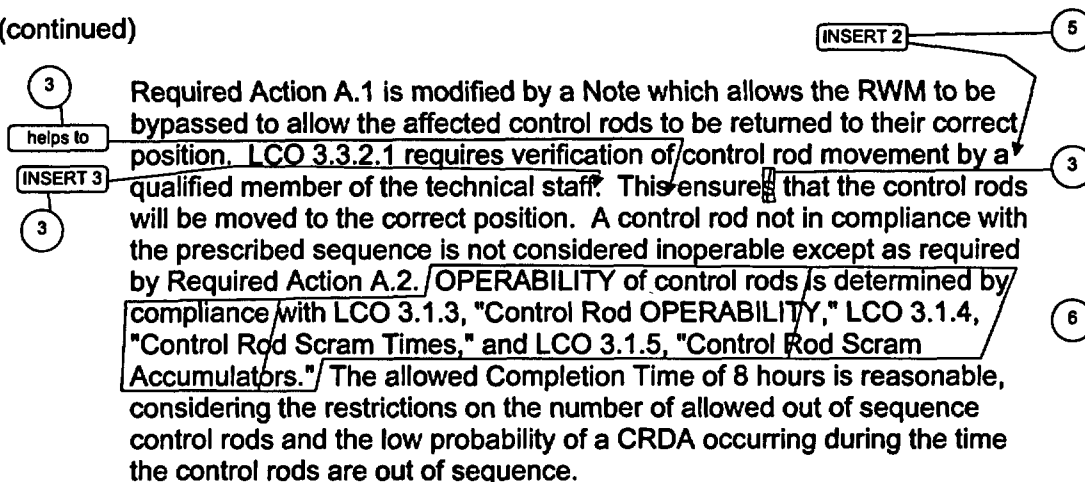 (continued)
INSERT 2
5
3
helps to
INSERT 3
3
Required Action A.1 is modified by a Note which allows the RWM to be
bypassed to allow the affected control rods to be returned to their correct
position. LCO 3.3.2.1 requires verification of control rod movement by a
qualified member of the technical staff. This ensures that the control rods
will be moved to the correct position. A control rod not in compliance with
the prescribed sequence is not considered inoperable except as required
by Required Action A.2. OPERABILITY of control rods is determined by
compliance with LCO 3.1.3, "Control Rod OPERABILITY," LCO 3.1.4,
"Control Rod Scram Times," and LCO 3.1.5, "Control Rod Scram
Accumulators." The allowed Completion Time of 8 hours is reasonable,
considering the restrictions on the number of allowed out of sequence
control rods and the low probability of a CRDA occurring during the time
the control rods are out of sequence.
3
6